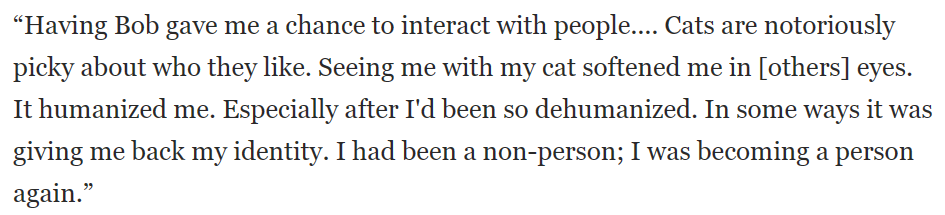 “Having Bob gave me a chance to interact with people.... Cats are notoriously
picky about who they like. Seeing me with my cat softened me in [others] eyes.
It humanized me. Especially after I'd been so dehumanized. In some ways it was
giving me back my identity. I had been a non-person; I was becoming a person
again.”